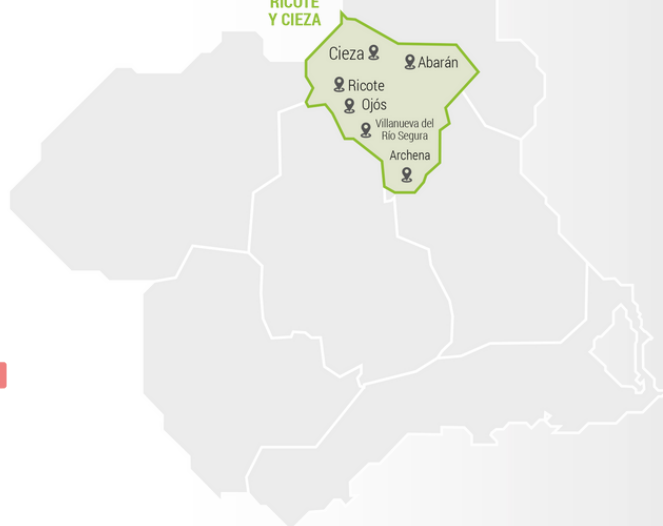 RICOTE
Y CIEZA
Cieza
Abarán
Ricote
Ojós
Villanueva del
Río Segura
Archena